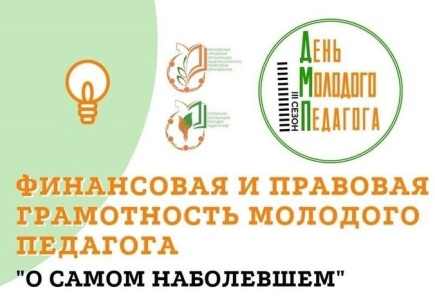 День
Молодого
Педагога
III СЕЗОН
ФИНАНСОВАЯ И ПРАВОВАЯ
ГРАМОТНОСТЬ МОЛОДОГО
ПЕДАГОГА
"О САМОМ НАБОЛЕВШЕМ"